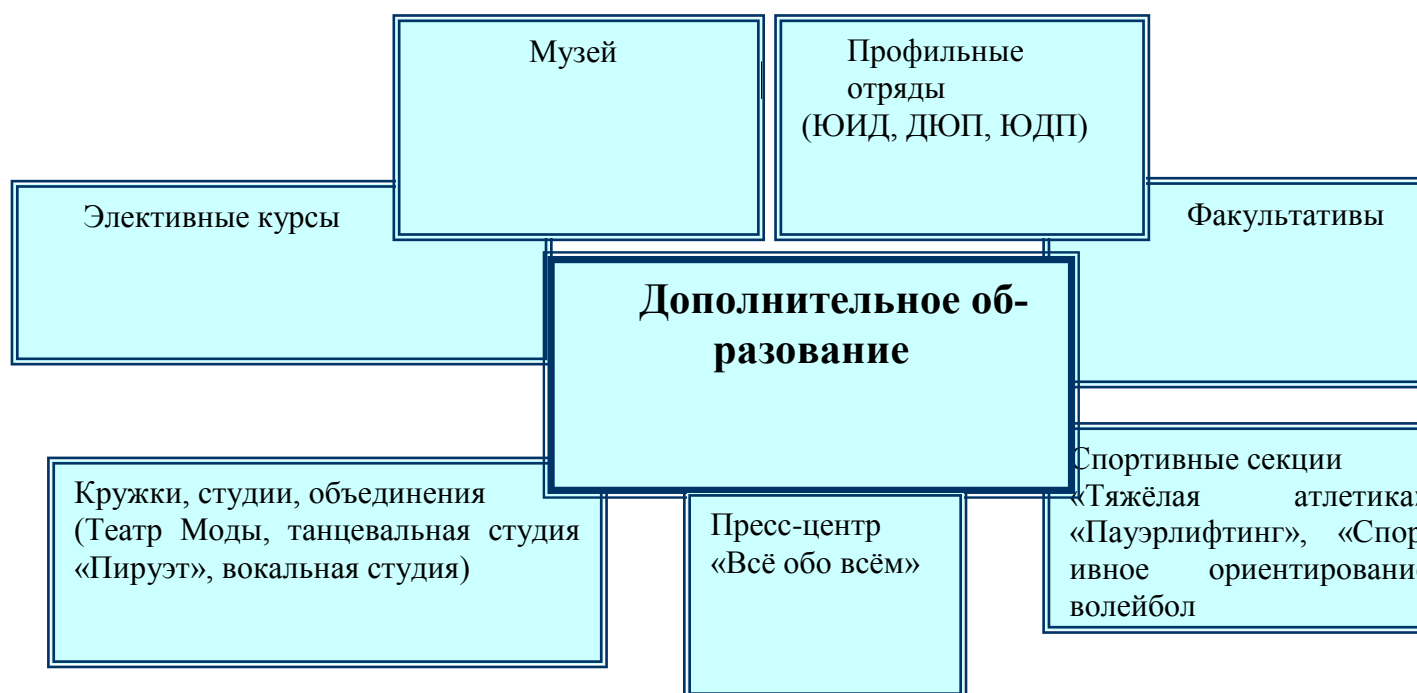 Музей
Профильные
отряды
(ЮИД, ДЮП, ЮДП)
Элективные курсы
Факультативы
Дополнительное об-
разование
Кружки, студии, объединения
(Театр Моды, танцевальная студия
«Пируэт», вокальная студия)
Пресс-центр
«Всё обо всём»
Спортивные секции
«Тяжёлая атлетика»
«Пауэрлифтинг», «Спор
ивное ориентирование
волейбол